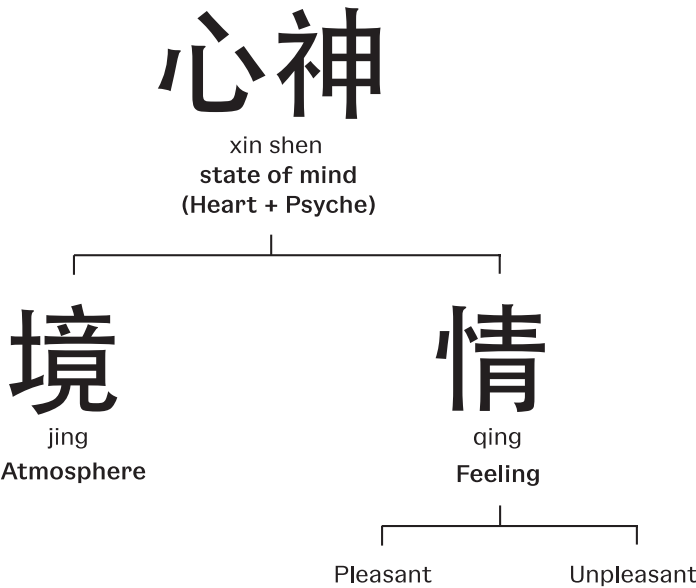 心神
xin shen
state of mind
(Heart + Psyche)
境
jing
Atmosphere
情
qing
Feeling
Pleasant
Unpleasant